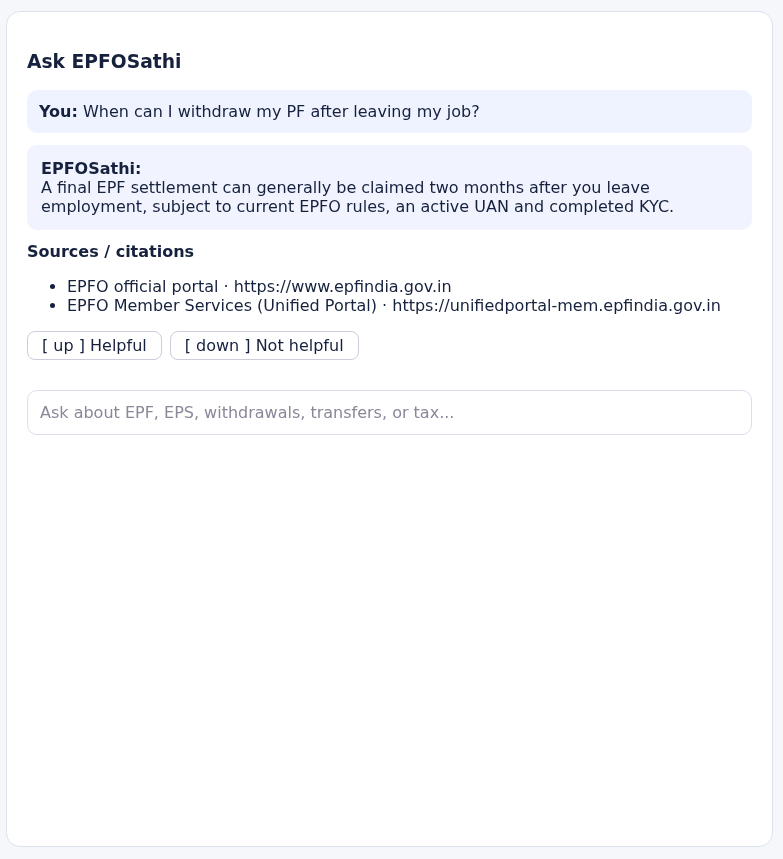 Ask EPFOSathi
You: When can I withdraw my PF after leaving my job?
EPFOSathi:
A final EPF settlement can generally be claimed two months after you leave
employment, subject to current EPFO rules, an active UAN and completed KYC.
Sources / citations
• EPFO official portal · https://www.epfindia.gov.in
• EPFO Member Services (Unified Portal) · https://unifiedportal-mem.epfindia.gov.in
[ up ] Helpful [ down ] Not helpful
Ask about EPF, EPS, withdrawals, transfers, or tax...